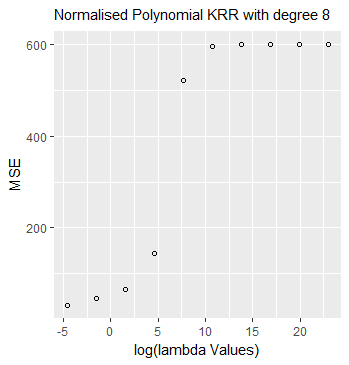 Normalised Polynomial KRR with degree 8
600
400
200
MSE
-5 0 5 10 15 20
log(lambda Values)